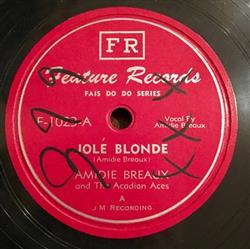 FR
Feature Records
FAIS DO DO SERIES
F-1023-A
Vocal By
Amidie Breaux
JOLÉ BLONDE
(Amidie Breaux)
AMIDIE BREAUX
and The Acadian Aces
A
J M RECORDING